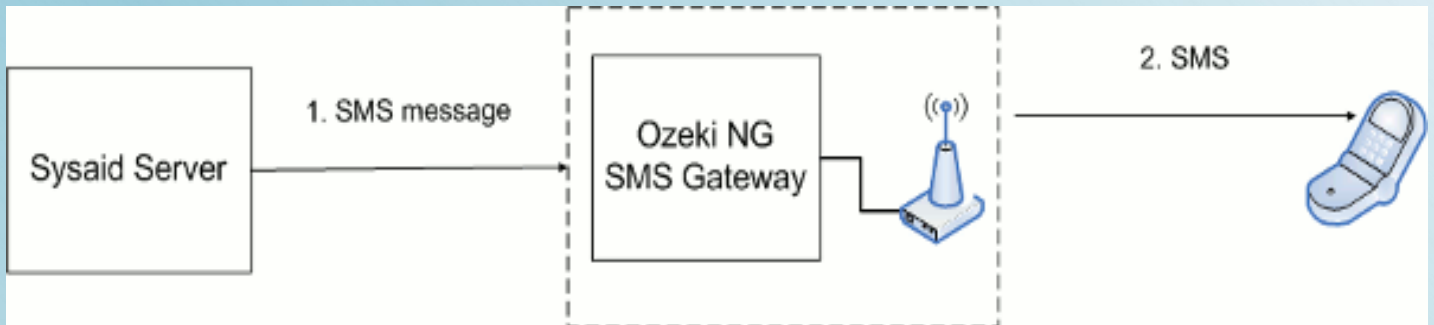 Sysaid Server
1. SMS message
Ozeki NG
SMS Gateway
2. SMS